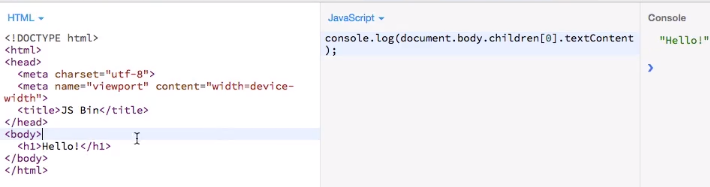 HTML
<!DOCTYPE html>
<html>
<head>
<meta charset="utf-8">
<meta name="viewport" content="width=device-
width">
<title>JS Bin</title>
</head>
<body>
<h1>Hello!</h1>
</body>
</html>
JavaScript
console.log(document.body.children[0].textContent
);
Console
"Hello!"